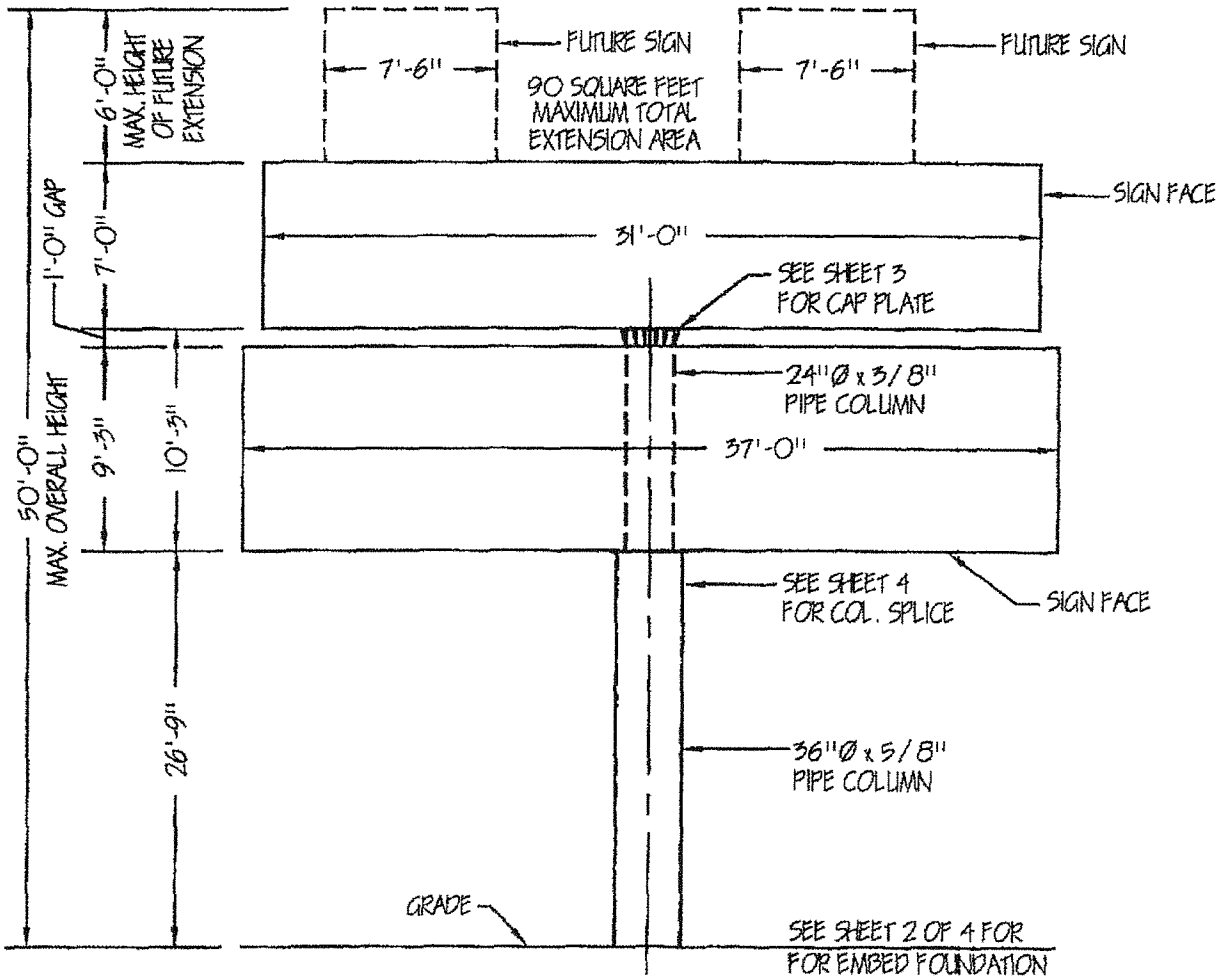 FUTURE SIGN
FUTURE SIGN
7'-6"
7'-6"
90 SQUARE FEET
MAXIMUM TOTAL
EXTENSION AREA
6'-0"
MAX. HEIGHT
OF FUTURE
EXTENSION
SIGN FACE
1'-0" GAP
7'-0"
31'-0"
SEE SHEET 3
FOR CAP PLATE
24"Ø x 3/8"
PIPE COLUMN
50'-0"
MAX. OVERALL HEIGHT
9'-3"
10'-3"
37'-0"
SEE SHEET 4
FOR COL. SPLICE
SIGN FACE
26'-9"
36"Ø x 5/8"
PIPE COLUMN
GRADE
SEE SHEET 2 OF 4 FOR
FOR EMBED FOUNDATION